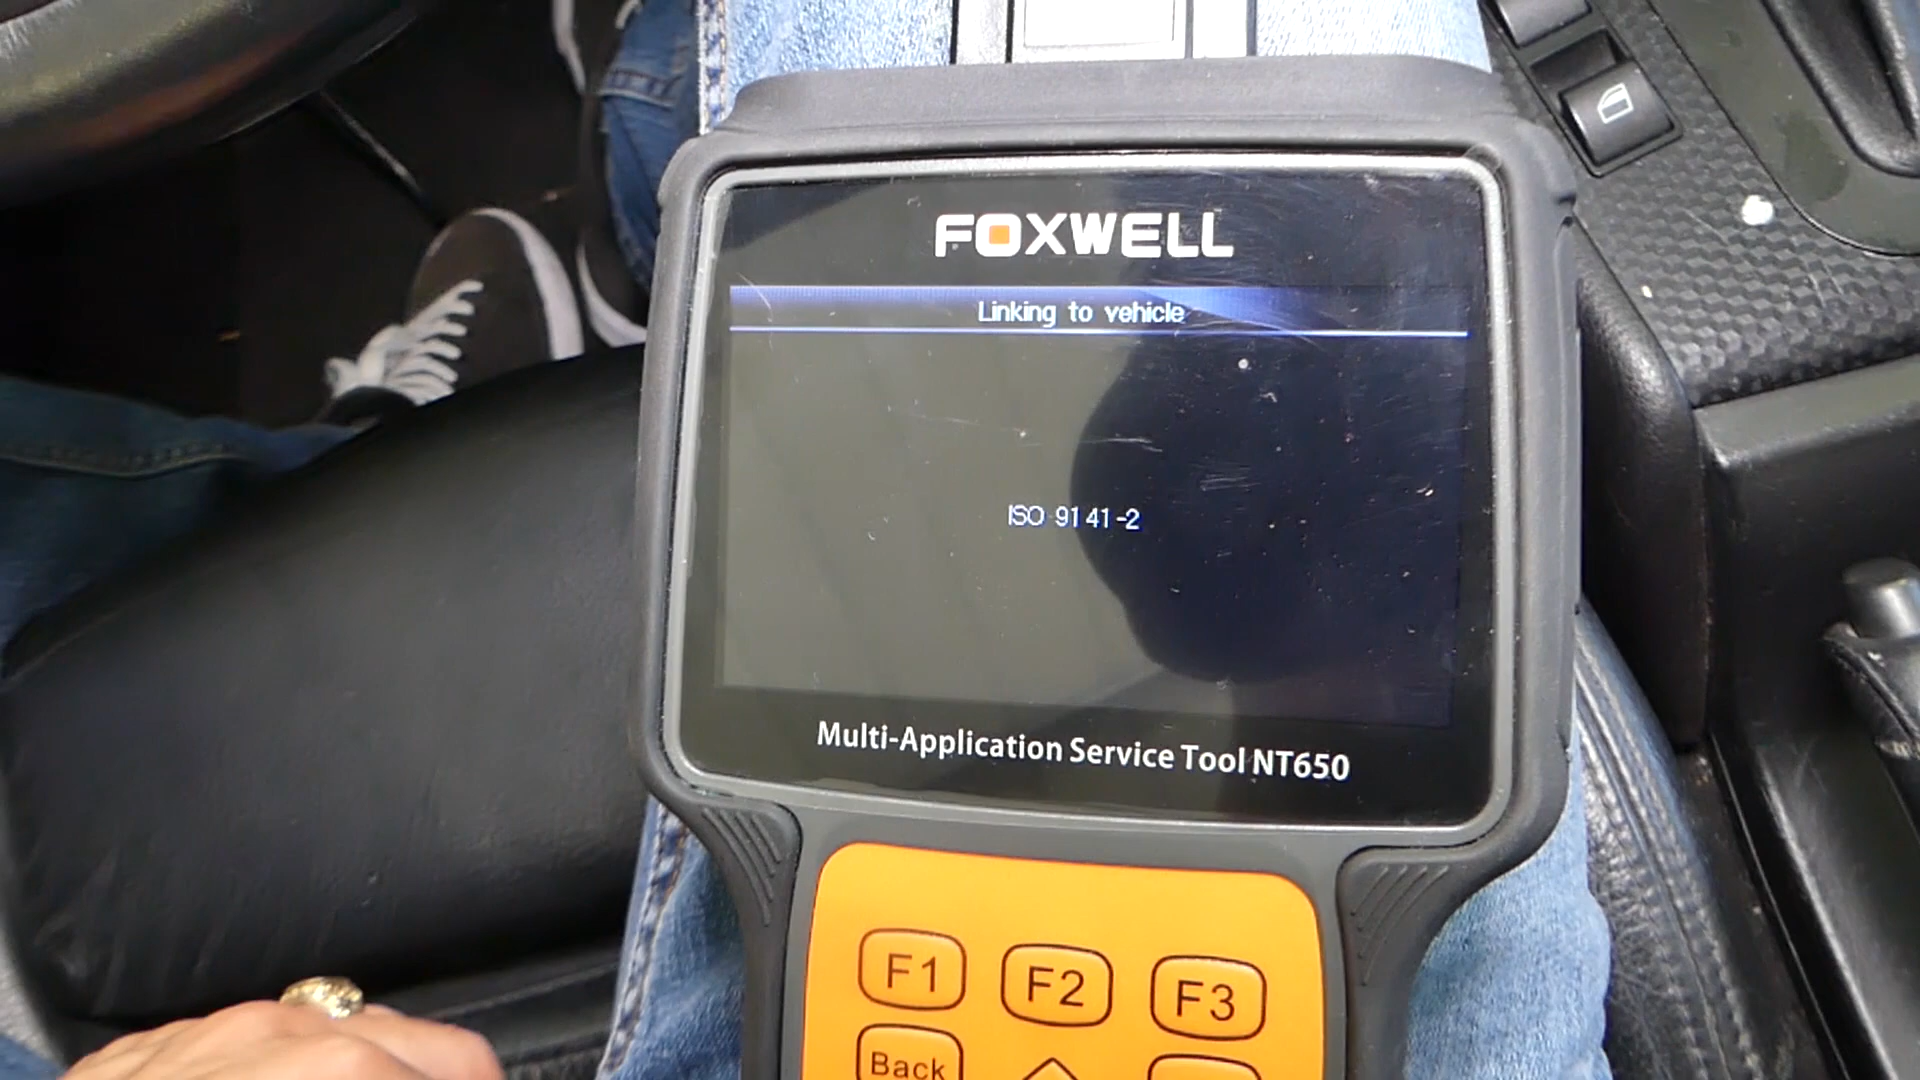 FOXWELL
Linking to vehicle
ISO 9141-2
Multi-Application Service Tool NT650
F1 F2 F3
Back